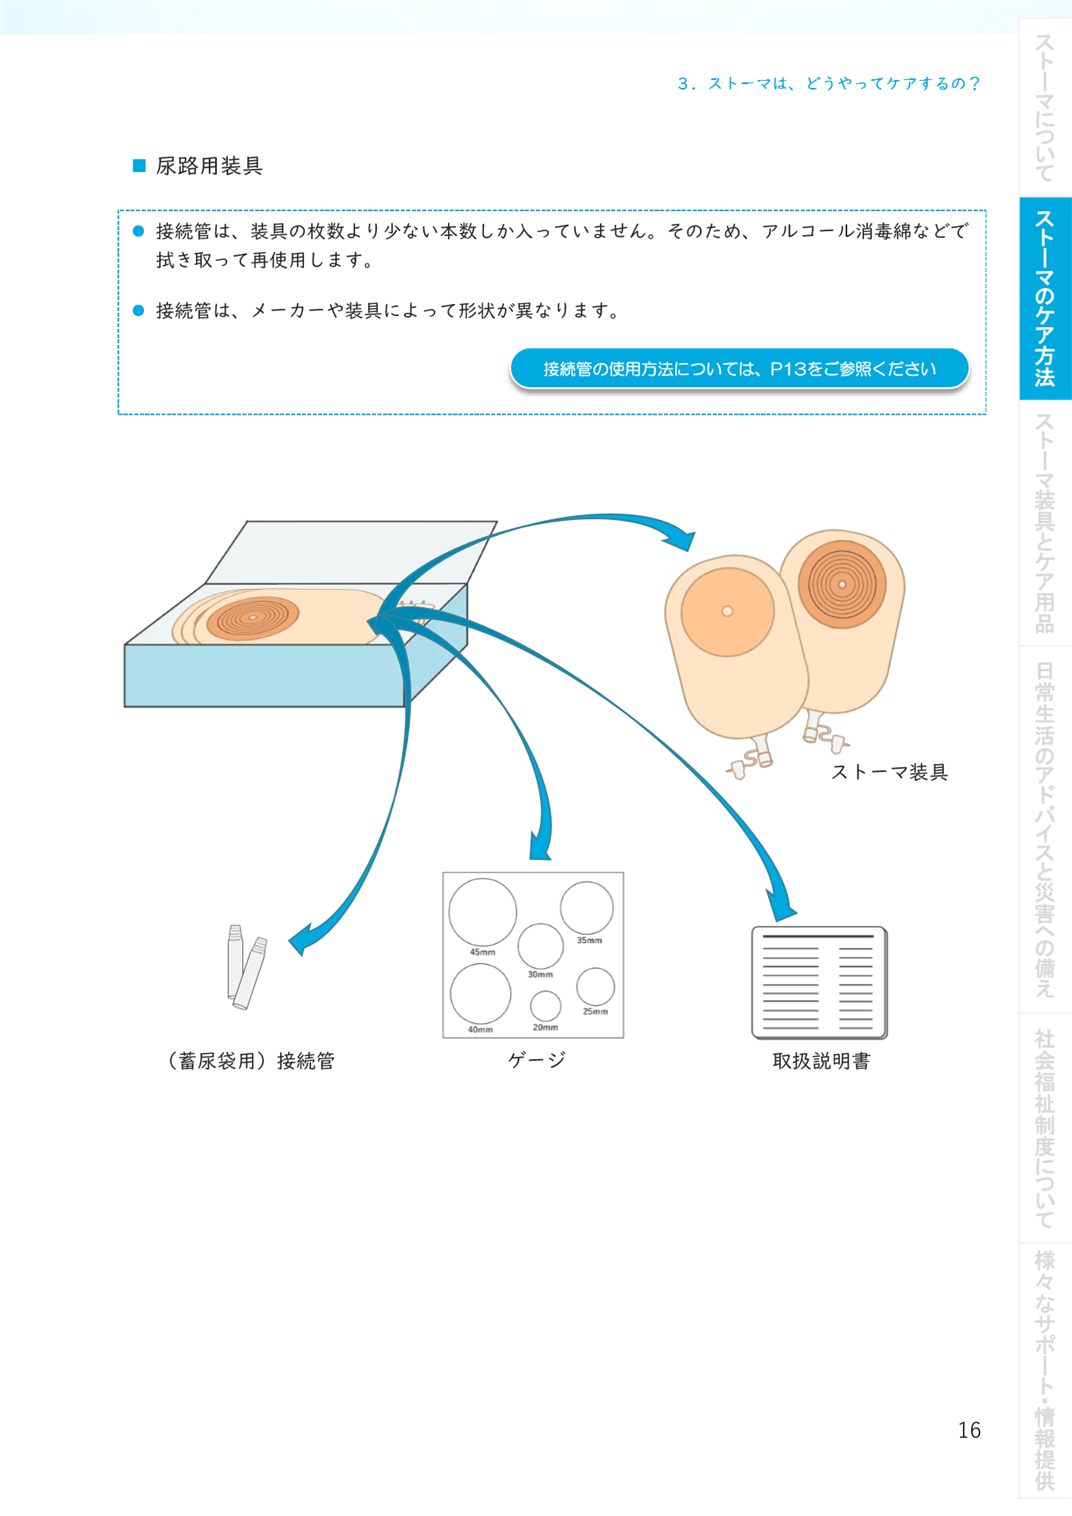 3．ストーマは、どうやってケアするの？
■ 尿路用装具
● 接続管は、装具の枚数より少ない本数しか入っていません。そのため、アルコール消毒綿などで
拭き取って再使用します。
● 接続管は、メーカーや装具によって形状が異なります。
接続管の使用方法については、P13をご参照ください
ストーマ装具
45mm
35mm
30mm
40mm
20mm
25mm
（蓄尿袋用）接続管
ゲージ
取扱説明書
16
ストーマについて
ストーマのケア方法
ストーマ装具とケア用品
日常生活のアドバイスと災害への備え
社会福祉制度について
様々なサポート・情報提供